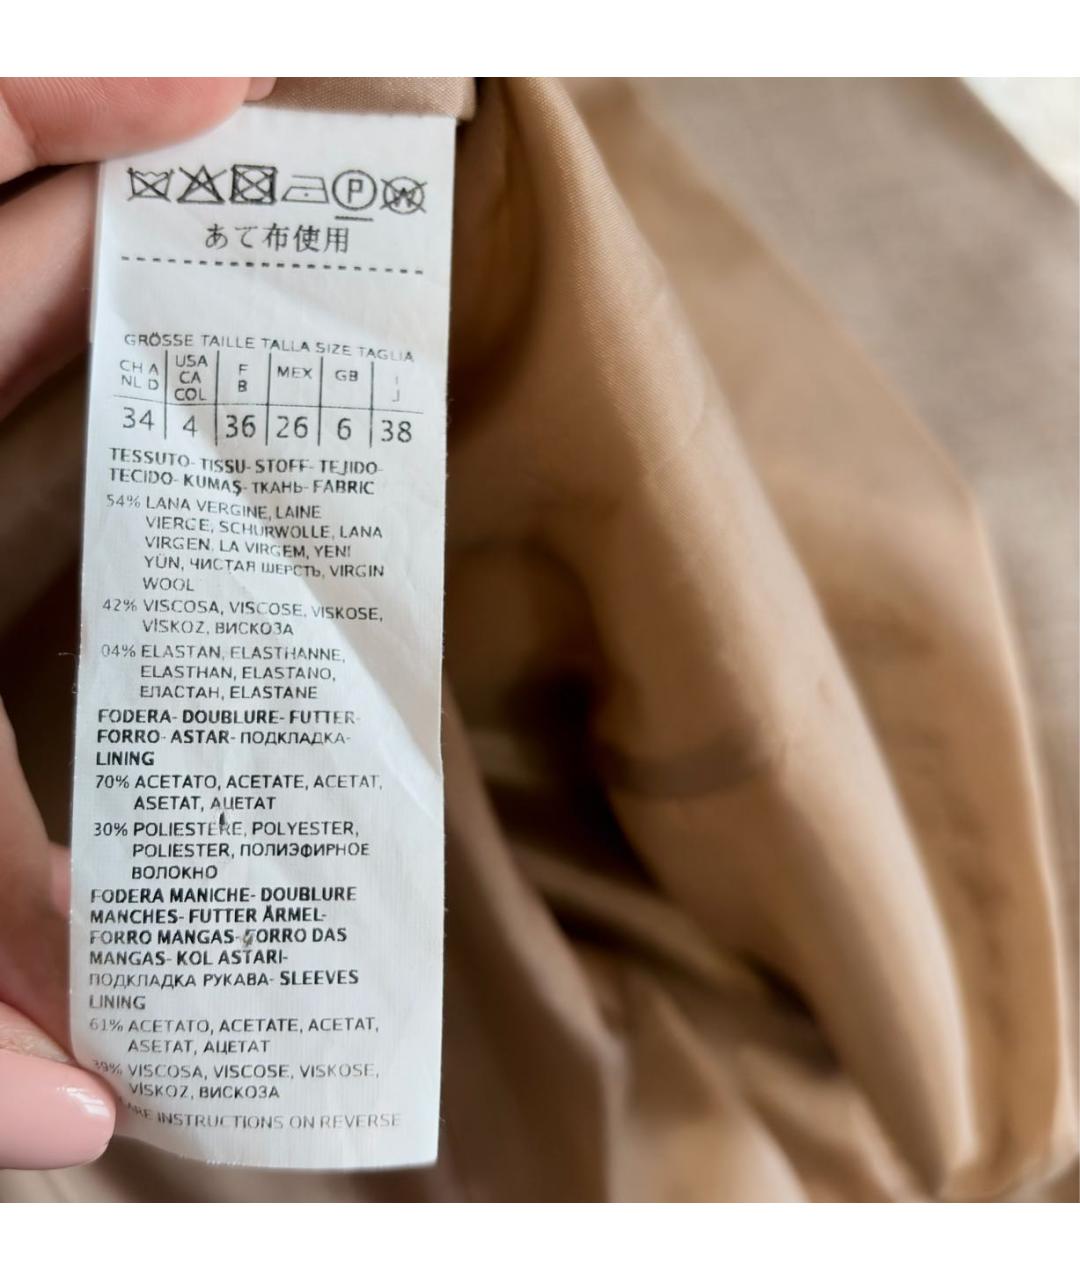 P W
あて布使用
GRÖSSE TAILLE TALLA SIZE TAGLIA
CH A NL D USA CA COL F B MEX GB I J
34 4 36 26 6 38
TESSUTO- TISSU- STOFF- TEJIDO-
TECIDO- KUMAŞ- ТКАНЬ- FABRIC
54% LANA VERGINE, LAINE
VIERGE, SCHURWOLLE, LANA
VIRGEN, LA VIRGEM, YENI
YÜN, ЧИСТАЯ ШЕРСТЬ, VIRGIN
WOOL
42% VISCOSA, VISCOSE, VISKOSE,
VİSKOZ, ВИСКОЗА
04% ELASTAN, ELASTHANNE,
ELASTHAN, ELASTANO,
ЕЛАСТАН, ELASTANE
FODERA- DOUBLURE- FUTTER-
FORRO- ASTAR- ПОДКЛАДКА-
LINING
70% ACETATO, ACETATE, ACETAT,
ASETAT, АЦЕТАТ
30% POLIESTERE, POLYESTER,
POLIESTER, ПОЛИЭФИРНОЕ
ВОЛОКНО
FODERA MANICHE- DOUBLURE
MANCHES- FUTTER ÄRMEL-
FORRO MANGAS- FORRO DAS
MANGAS- KOL ASTARI-
ПОДКЛАДКА РУКАВА- SLEEVES
LINING
61% ACETATO, ACETATE, ACETAT,
ASETAT, АЦЕТАТ
39% VISCOSA, VISCOSE, VISKOSE,
VİSKOZ, ВИСКОЗА
CARE INSTRUCTIONS ON REVERSE